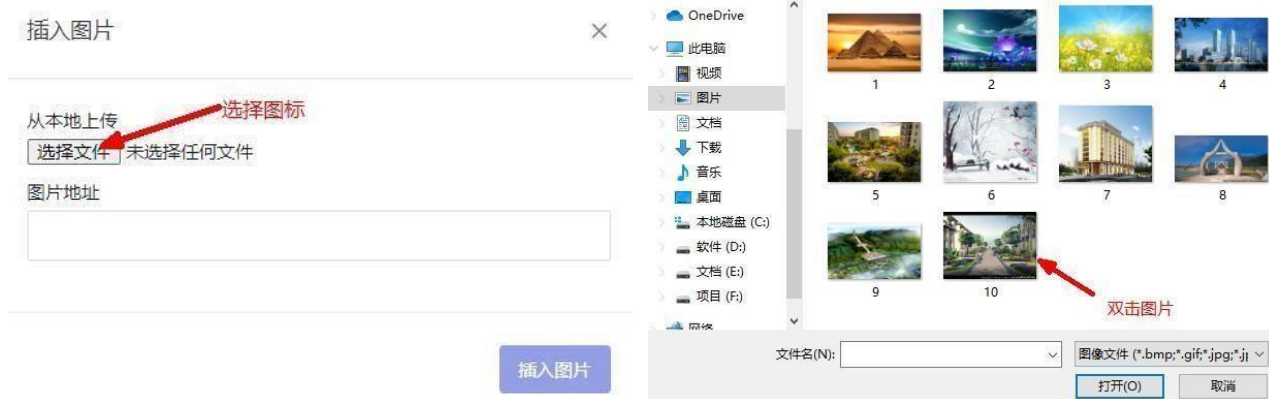 插入图片
×
选择图标
从本地上传
选择文件 未选择任何文件
图片地址
插入图片
OneDrive
此电脑
视频
图片
文档
下载
音乐
桌面
本地磁盘 (C:)
软件 (D:)
文档 (E:)
项目 (F:)
网络
1 2 3 4
5 6 7 8
9 10
双击图片
文件名(N):
图像文件 (*.bmp;*.gif;*.jpg;*.j
打开(O) 取消